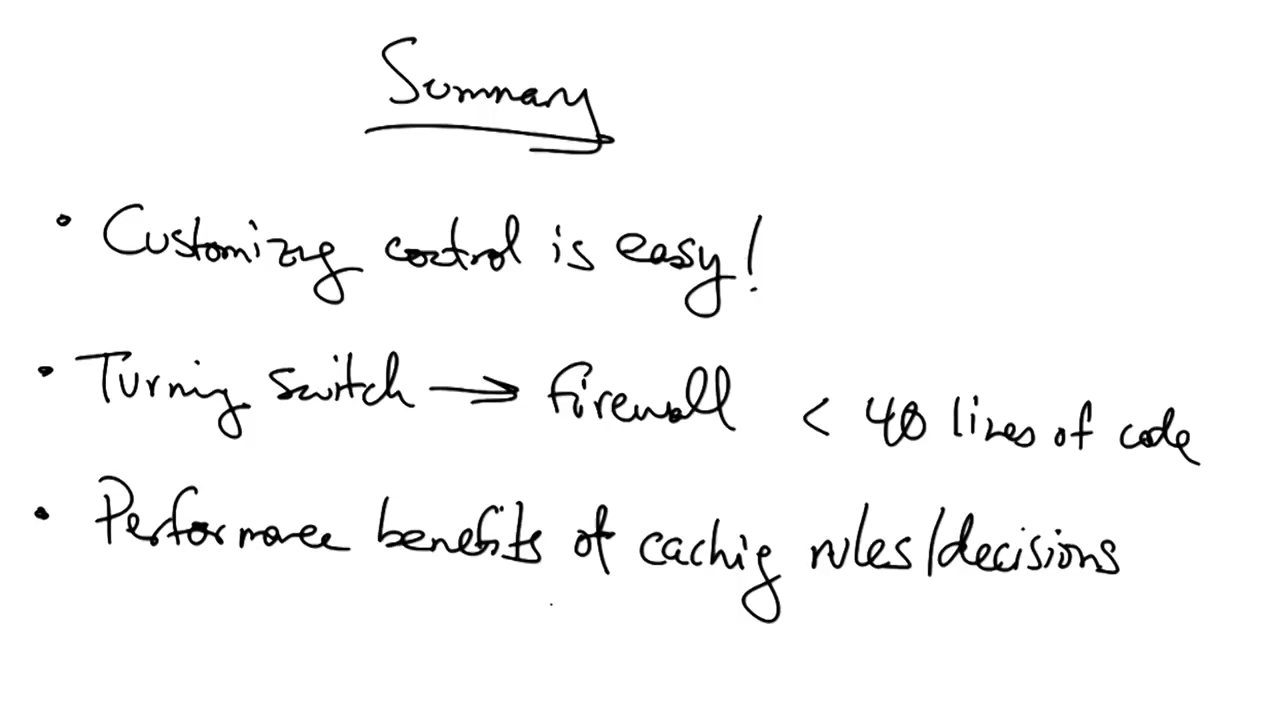 Summary
• Customizing control is easy!
• Turning switch → firewall < 40 lines of code
• Performance benefits of caching rules/decisions